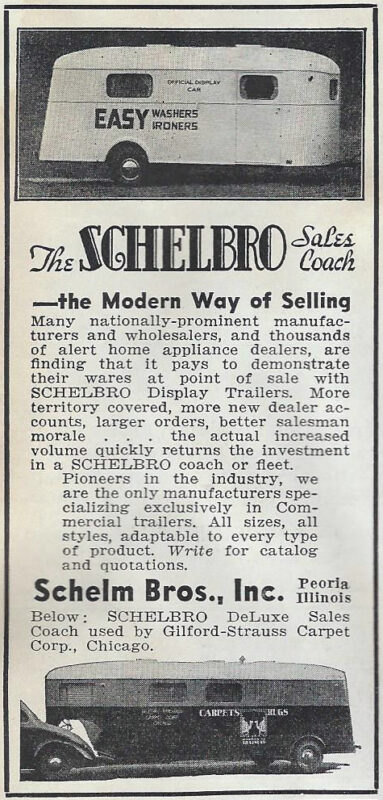 OFFICIAL DISPLAY
CAR
EASY WASHERS
IRONERS
The SCHELBRO Sales
Coach
—the Modern Way of Selling
Many nationally-prominent manufac-
turers and wholesalers, and thousands
of alert home appliance dealers, are
finding that it pays to demonstrate
their wares at point of sale with
SCHELBRO Display Trailers. More
territory covered, more new dealer ac-
counts, larger orders, better salesman
morale . . . the actual increased
volume quickly returns the investment
in a SCHELBRO coach or fleet.
Pioneers in the industry, we
are the only manufacturers spe-
cializing exclusively in Com-
mercial trailers. All sizes, all
styles, adaptable to every type
of product. Write for catalog
and quotations.
Schelm Bros., Inc. Peoria
Illinois
Below: SCHELBRO DeLuxe Sales
Coach used by Gilford-Strauss Carpet
Corp., Chicago.
CARPETS RUGS